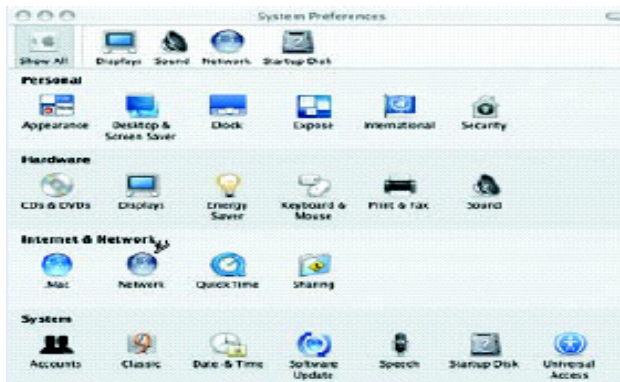 System Preferences
Show All Displays Sound Network Startup Disk
Personal
Appearance Desktop & Screen Saver Dock Expose International Security
Hardware
CDs & DVDs Displays Energy Saver Keyboard & Mouse Print & Fax Sound
Internet & Network
.Mac Network QuickTime Sharing
System
Accounts Classic Date & Time Software Update Speech Startup Disk Universal Access